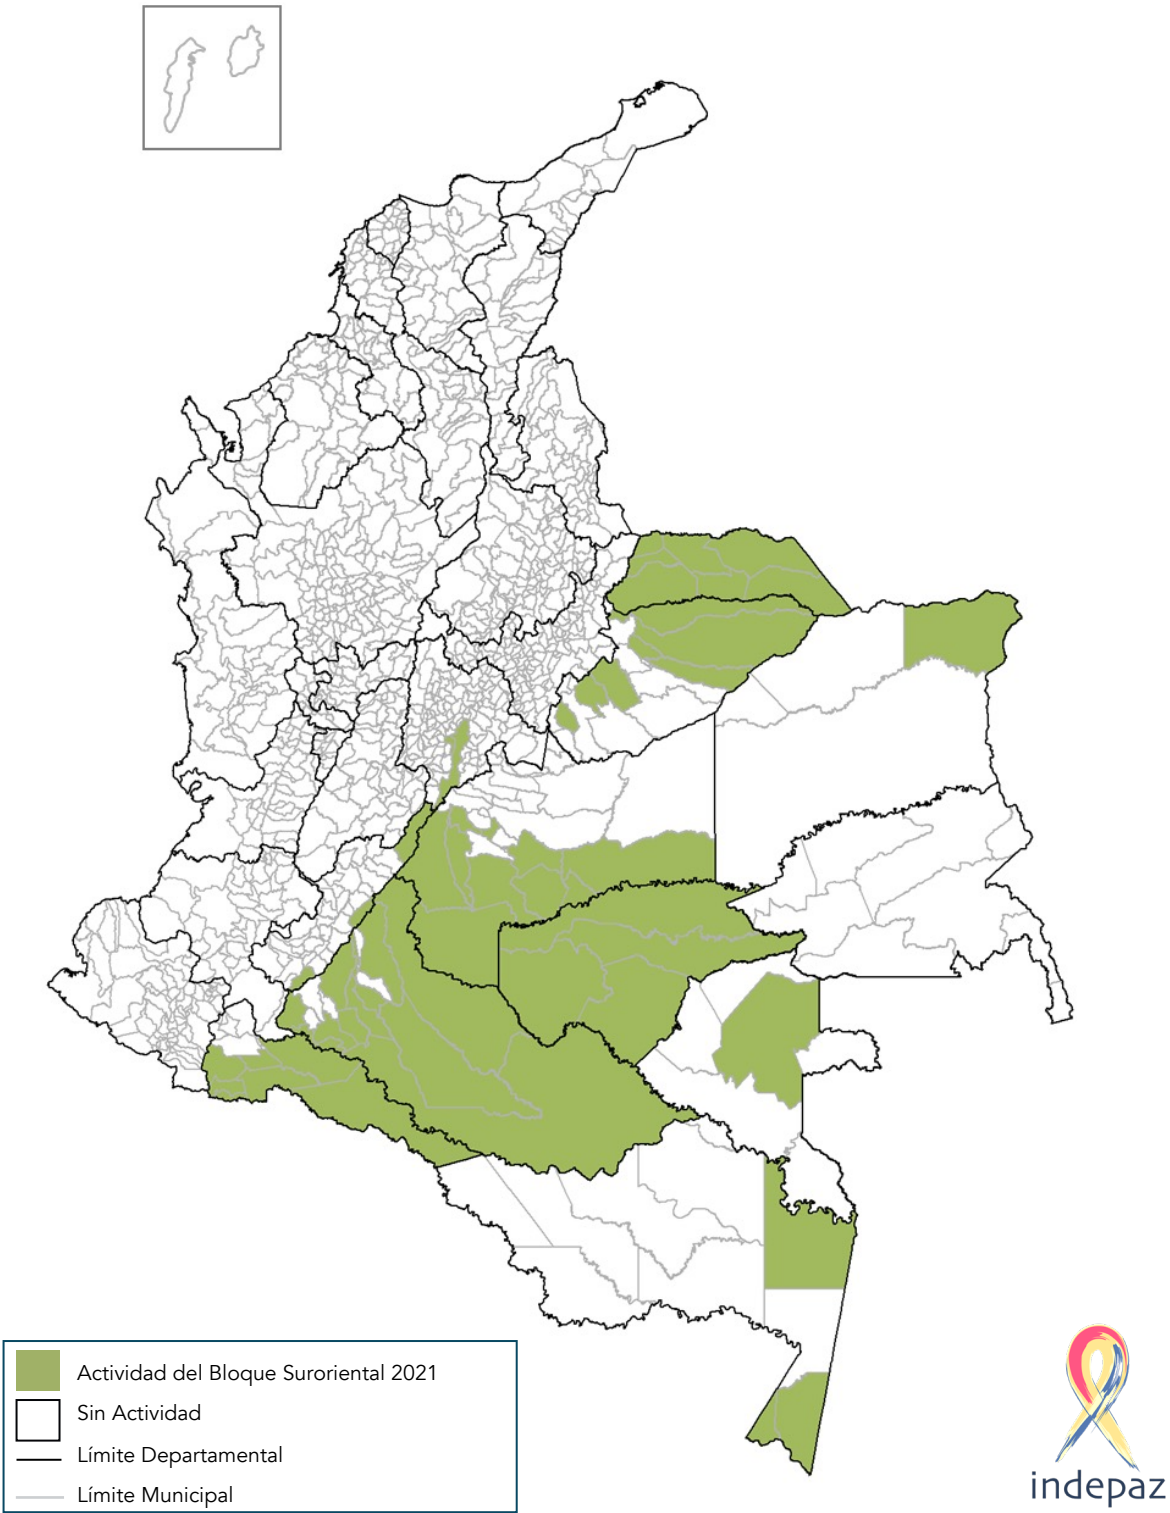 Actividad del Bloque Suroriental 2021
Sin Actividad
Límite Departamental
Límite Municipal
indepaz